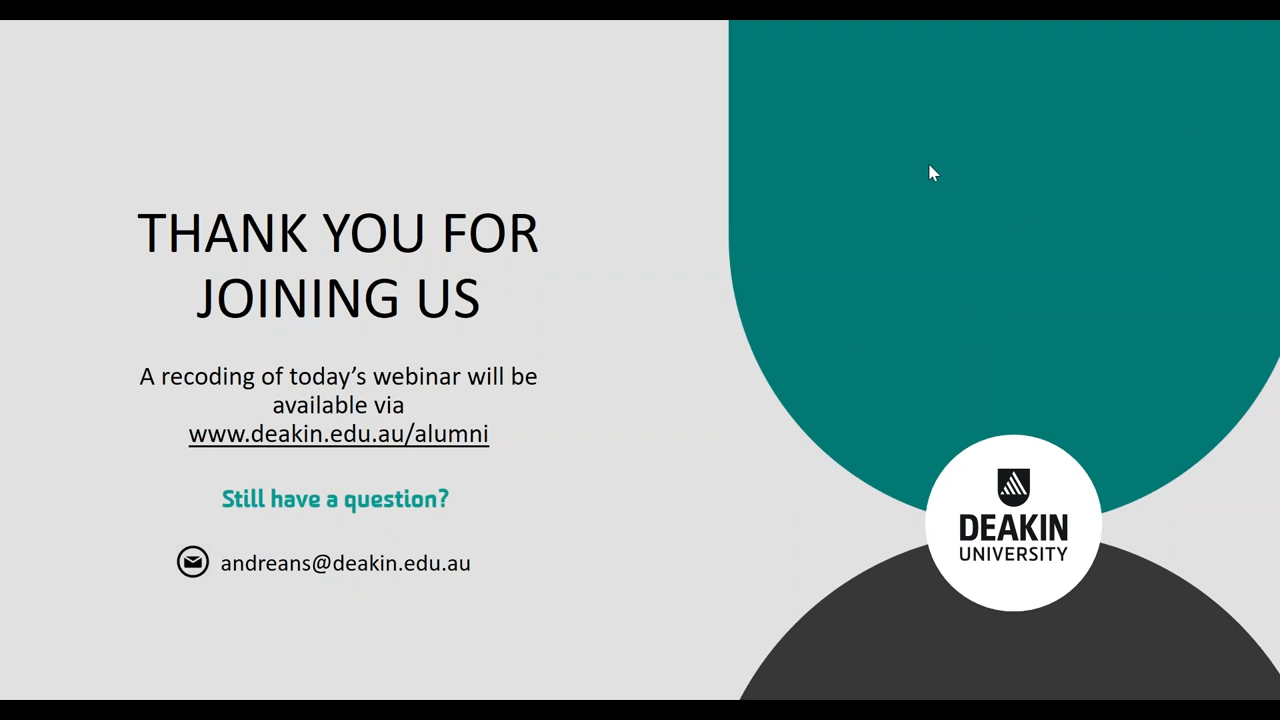 THANK YOU FOR
JOINING US
A recoding of today's webinar will be
available via
www.deakin.edu.au/alumni
Still have a question?
andreans@deakin.edu.au
DEAKIN
UNIVERSITY